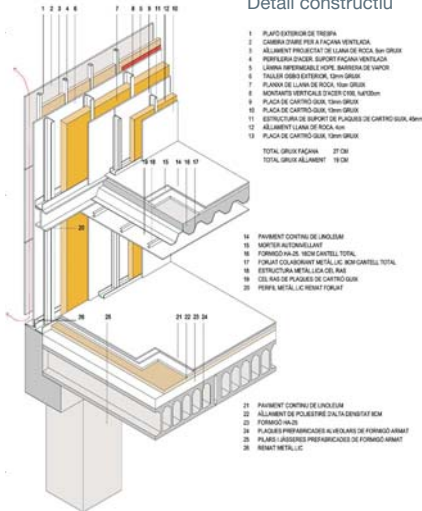 Detall constructiu
1 2 3 4 6 7 8 9 11 12 10
1 PLAFÓ EXTERIOR DE TRESPA
2 CAMBRA D'AIRE PER A FAÇANA VENTILADA.
3 AÏLLAMENT PROJECTAT DE LLANA DE ROCA. 5cm GRUIX
4 PERFILERIA D'ACER. SUPORT FAÇANA VENTILADA
5 LÀMINA IMPERMEABLE HDPE. BARRERA DE VAPOR
6 TAULER OSB3 EXTERIOR, 12mm GRUIX
7 PLANXA DE LLANA DE ROCA, 10cm GRUIX
8 MONTANTS VERTICALS D'ACER C100,
9 PLACA DE CARTRÓ-GUIX, 13mm GRUIX
10 PLACA DE CARTRÓ-GUIX, 13mm GRUIX
11 ESTRUCTURA DE SUPORT DE PLAQUES DE CARTRÓ GUIX,
12 AÏLLAMENT LLANA DE ROCA. 4cm
13 PLACA DE CARTRÓ-GUIX, 13mm GRUIX
TOTAL GRUIX FAÇANA 27 CM
TOTAL GRUIX AÏLLAMENT 19 CM
19 18 15 14 16 17
14 PAVIMENT CONTINU DE LINOLEUM
15 MORTER AUTONIVELLANT
16 FORMIGÓ HA-25. 16CM CANTELL TOTAL
17 FORJAT COLABORANT METÀL.LIC. 8CM CANTELL TOTAL
18 ESTRUCTURA METAL.LICA CEL RAS
19 CEL RAS DE PLAQUES DE CARTRÓ-GUIX
20 PERFIL METÀL.LIC REMAT FORJAT
20
26 25 21 22 23 24
21 PAVIMENT CONTINU DE LINOLEUM
22 AÏLLAMENT DE POLIESTIRÈ D'ALTA DENSITAT 8CM
23 FORMIGÓ HA-25
24 PLAQUES PREFABRICADES ALVEOLARS DE FORMIGÓ ARMAT
25 PILARS I JÀSSERES PREFABRICADES DE FORMIGÓ ARMAT
26 REMAT METÀL.LIC